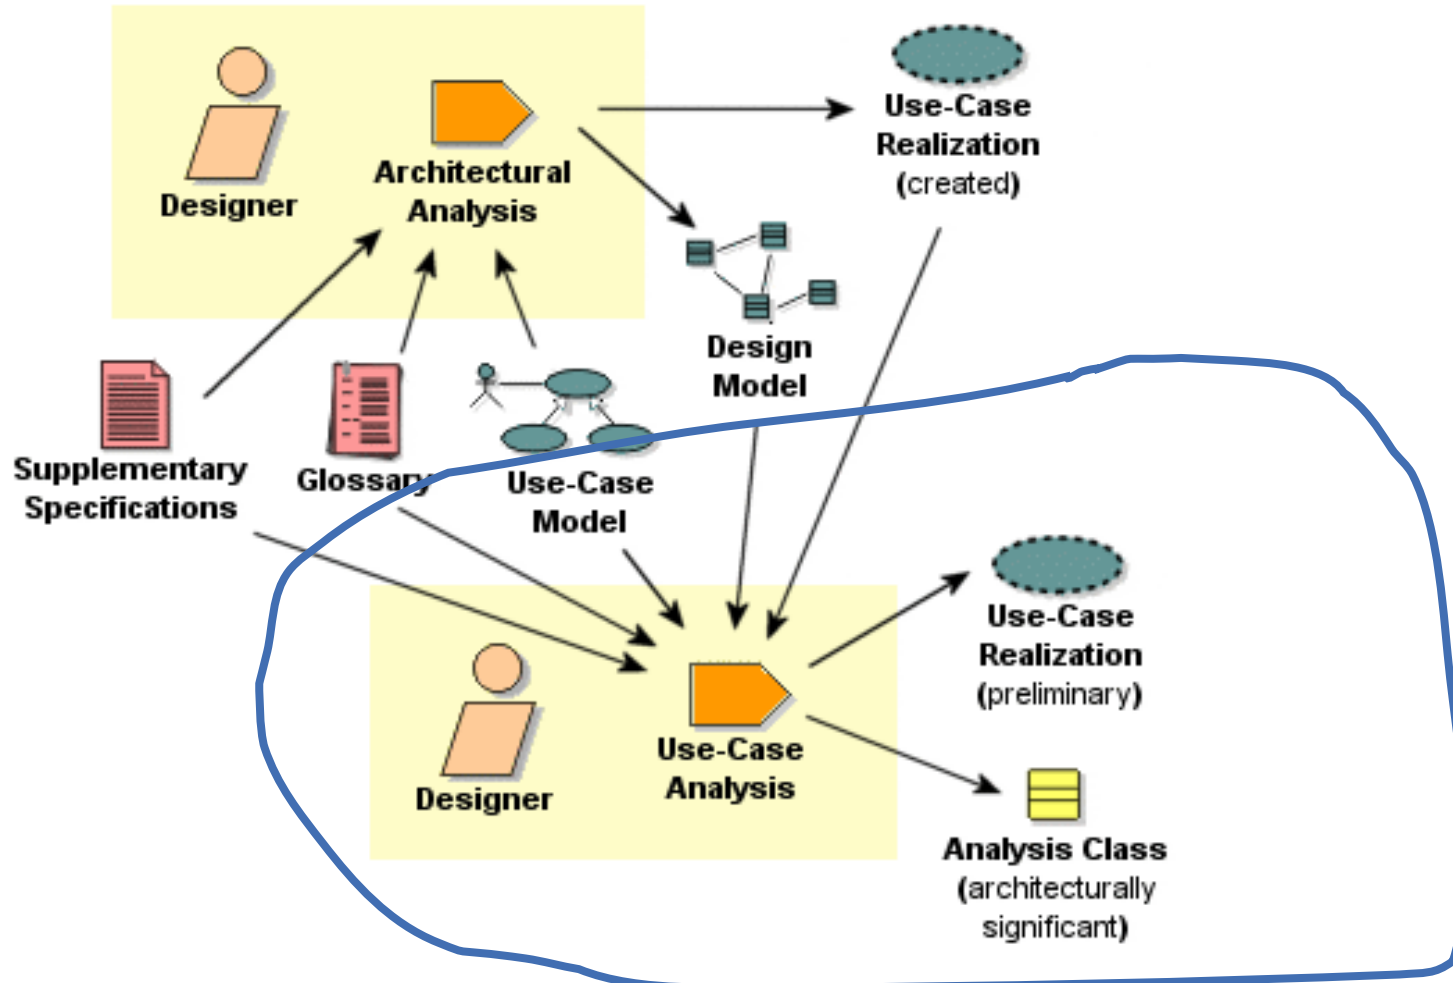 Designer
Architectural
Analysis
Use-Case
Realization
(created)
Design
Model
Supplementary
Specifications
Glossary
Use-Case
Model
Designer
Use-Case
Analysis
Use-Case
Realization
(preliminary)
Analysis Class
(architecturally
significant)